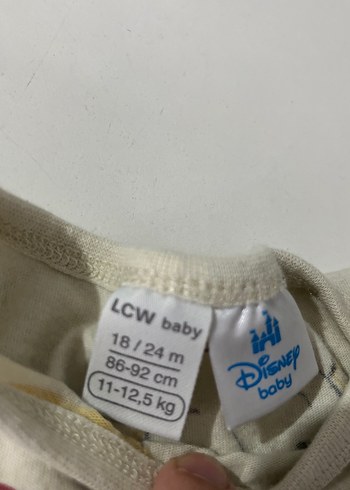 LCW baby
18 / 24 m
86-92 cm
11-12,5 kg
Disney
baby